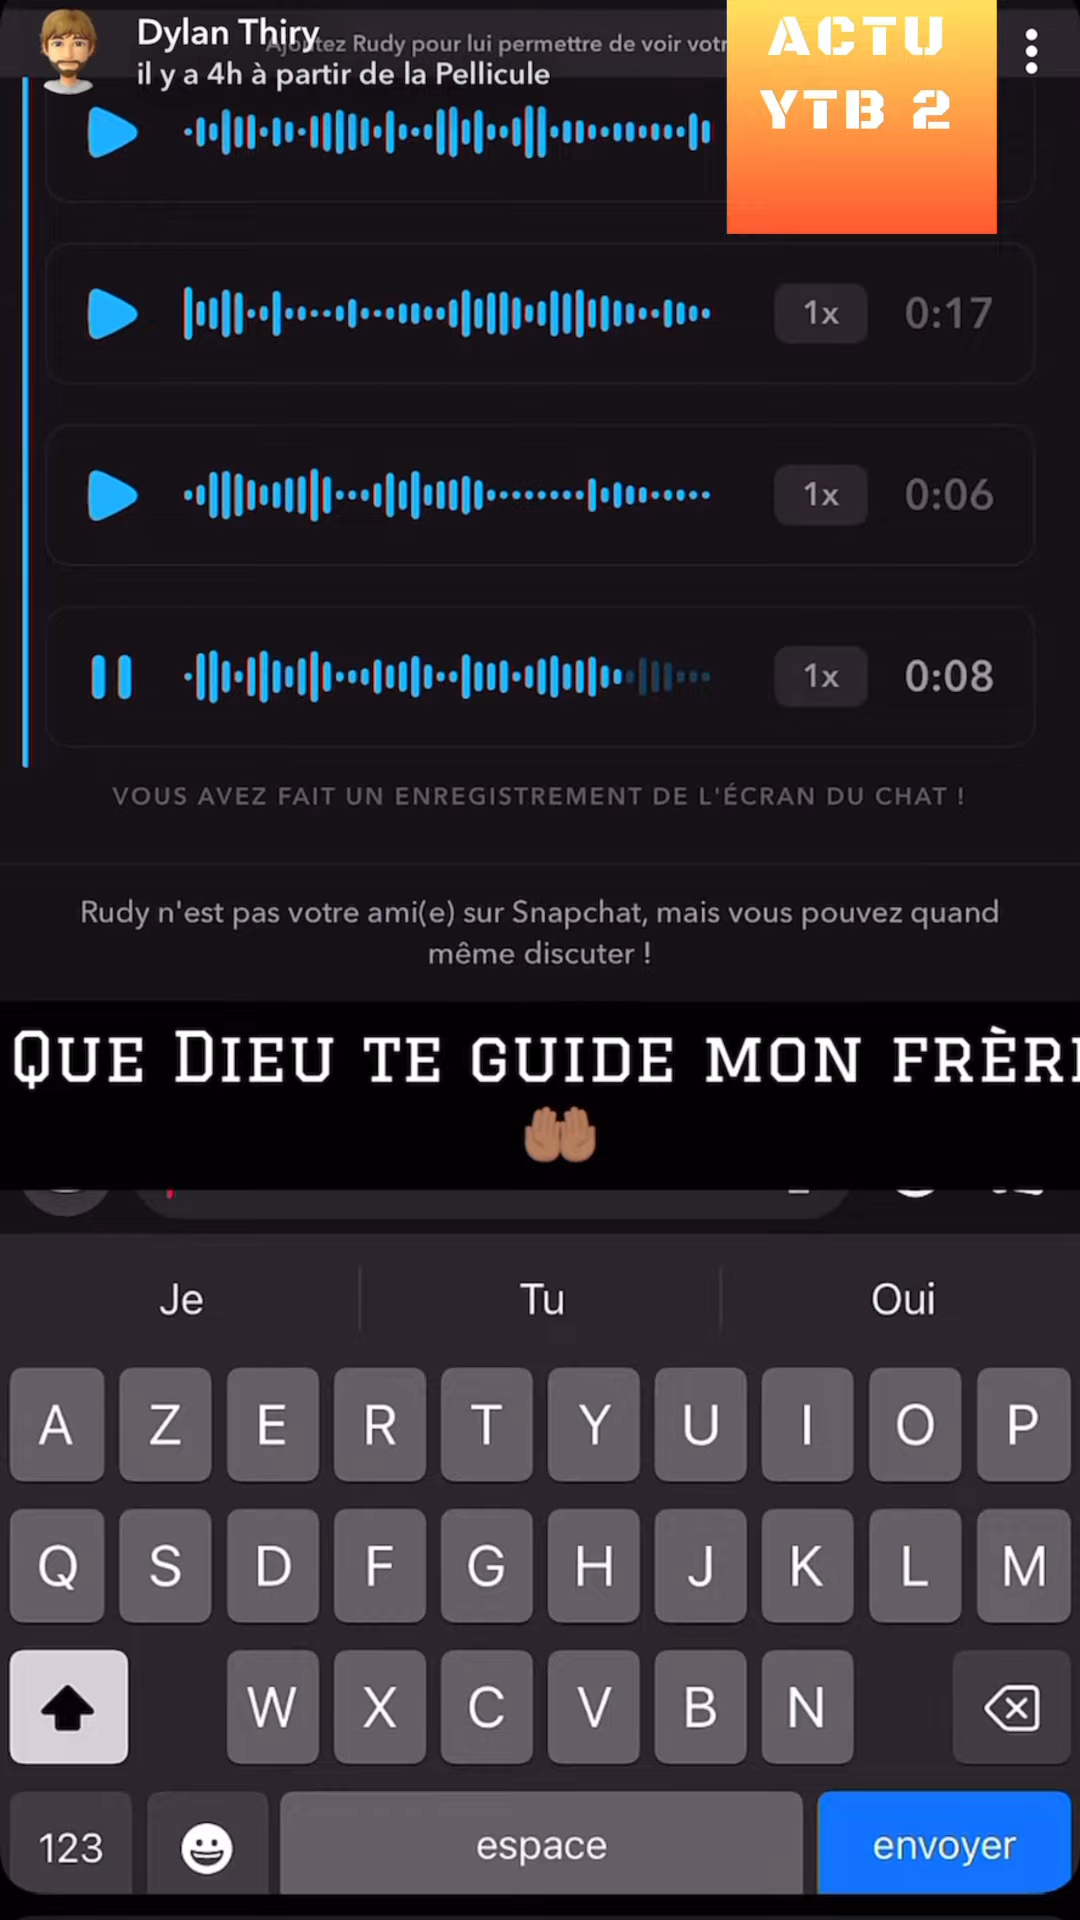 Dylan Thiry
Ajoutez Rudy pour lui permettre de voir votr
il y a 4h à partir de la Pellicule
ACTU
YTB 2
1x 0:17
1x 0:06
1x 0:08
VOUS AVEZ FAIT UN ENREGISTREMENT DE L'ÉCRAN DU CHAT !
Rudy n'est pas votre ami(e) sur Snapchat, mais vous pouvez quand
même discuter !
QUE DIEU TE GUIDE MON FRÈRE
Je Tu Oui
A Z E R T Y U I O P
Q S D F G H J K L M
W X C V B N
123 espace envoyer